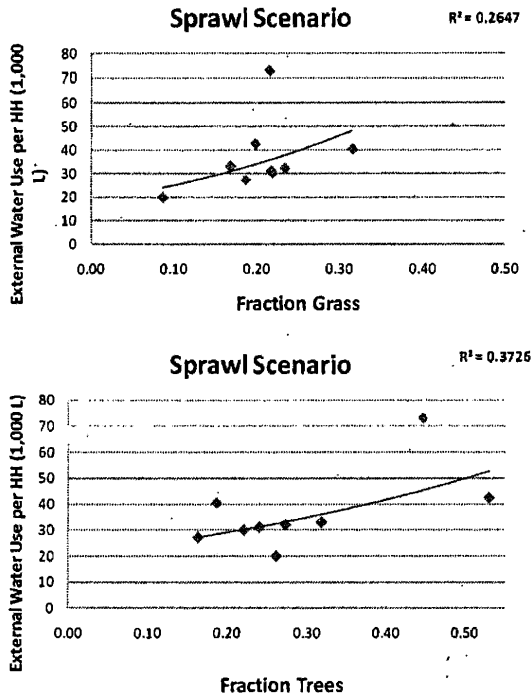 Sprawl Scenario
R² = 0.2647
External Water Use per HH (1,000 L)
80
70
60
50
40
30
20
10
0
0.00 0.10 0.20 0.30 0.40 0.50
Fraction Grass
Sprawl Scenario
R² = 0.3726
External Water Use per HH (1,000 L)
80
70
60
50
40
30
20
10
0
0.00 0.10 0.20 0.30 0.40 0.50
Fraction Trees